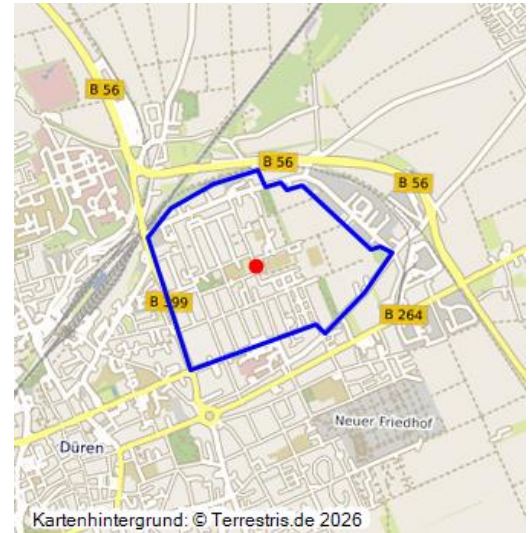 B 56
B 56
B 56
B 399
B 264
Neuer Friedhof
Düren
Kartenhintergrund: © Terrestris.de 2026